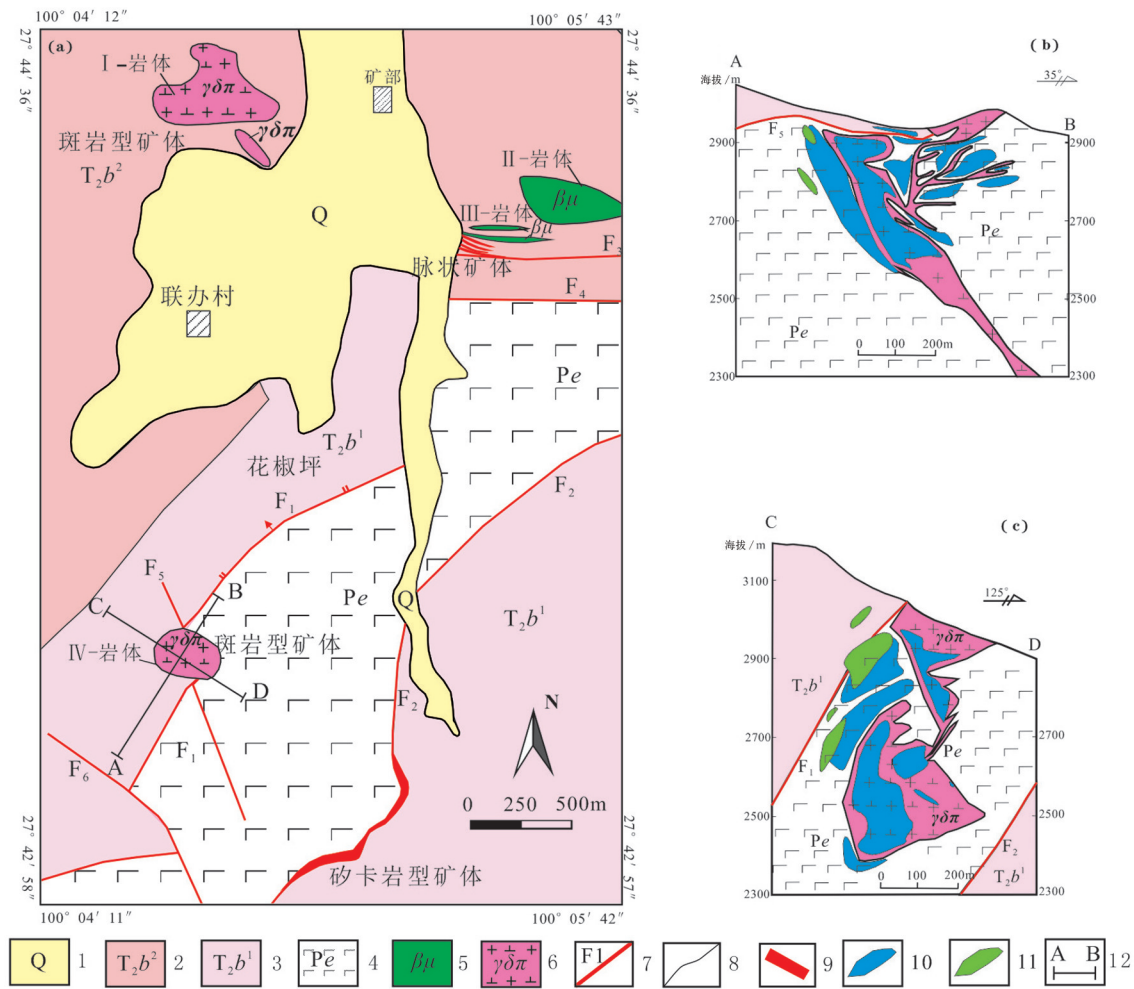 100° 04′ 12″
100° 05′ 43″
27° 44′ 36″
27° 44′ 36″
(a)
I-岩体
γδπ
矿部
γδπ
斑岩型矿体
T₂b²
II-岩体
βμ
Q
III-岩体
βμ
F₃
脉状矿体
联办村
F₄
Pe
T₂b¹
花椒坪
F₁
F₂
F₅
B
C
Pe
Q
T₂b¹
γδπ
斑岩型矿体
IV-岩体
D
F₂
N
F₁
A
F₆
0 250 500m
矽卡岩型矿体
27° 42′ 58″
27° 42′ 57″
100° 04′ 11″
100° 05′ 42″
(b)
A
海拔/m
35°
F₅
B
2900
2900
2700
Pe
2700
2500
2500
Pe
0 100 200m
2300
2300
(c)
C
海拔/m
3100
125°
γδπ
D
2900
T₂b¹
2700
Pe
2700
F₁
2500
γδπ
2500
Pe
F₂
T₂b¹
0 100 200m
2300
2300
Q 1
T₂b² 2
T₂b¹ 3
Pe 4
βμ 5
γδπ 6
F1 7
8
9
10
11
A B 12